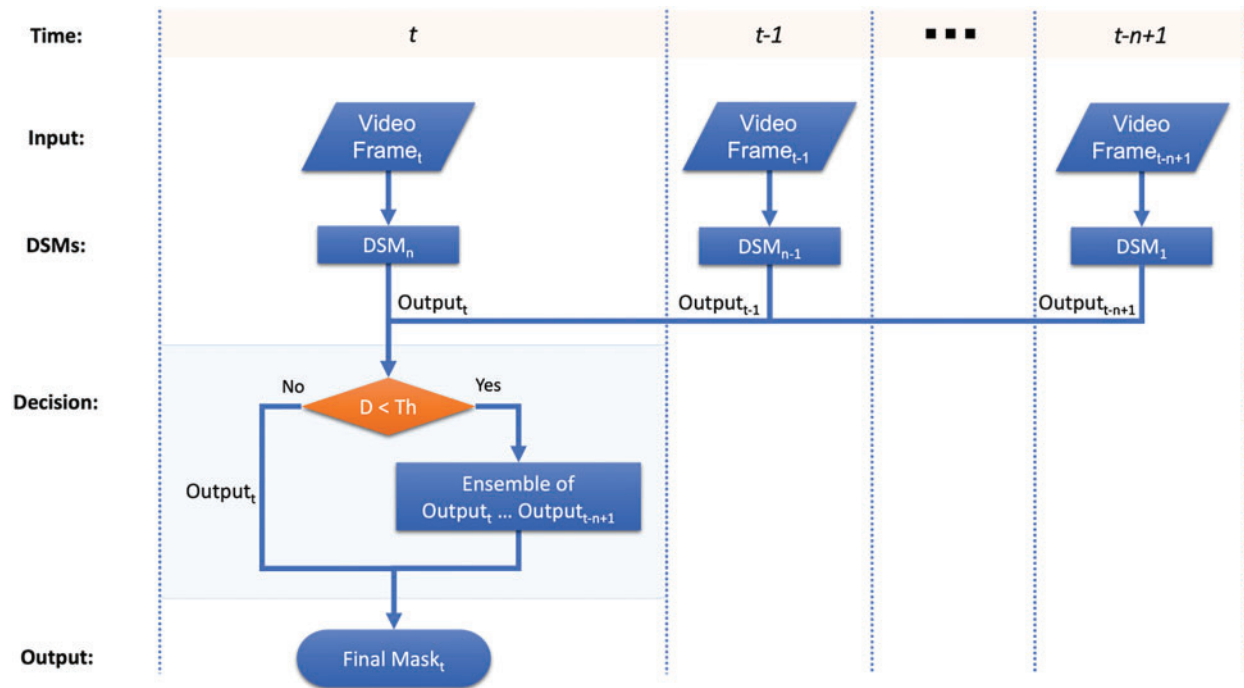 Time: t t-1 ■■■ t-n+1
Input: Video Video Video
Frameₜ Frameₜ₋₁ Frameₜ₋ₙ₊₁
DSMs: DSMₙ DSMₙ₋₁ DSM₁
Outputₜ Outputₜ₋₁ Outputₜ₋ₙ₊₁
No Yes
Decision: D < Th
Ensemble of
Outputₜ Outputₜ ... Outputₜ₋ₙ₊₁
Output: Final Maskₜ